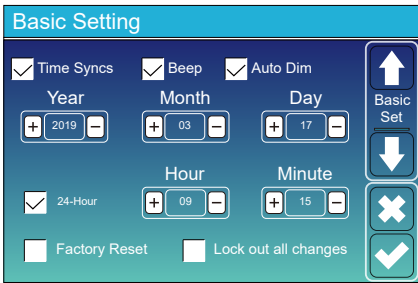 Basic Setting
Time Syncs Beep Auto Dim
Year Month Day
+ 2019 − + 03 − + 17 −
Basic
Set
Hour Minute
24-Hour + 09 − + 15 −
Factory Reset Lock out all changes